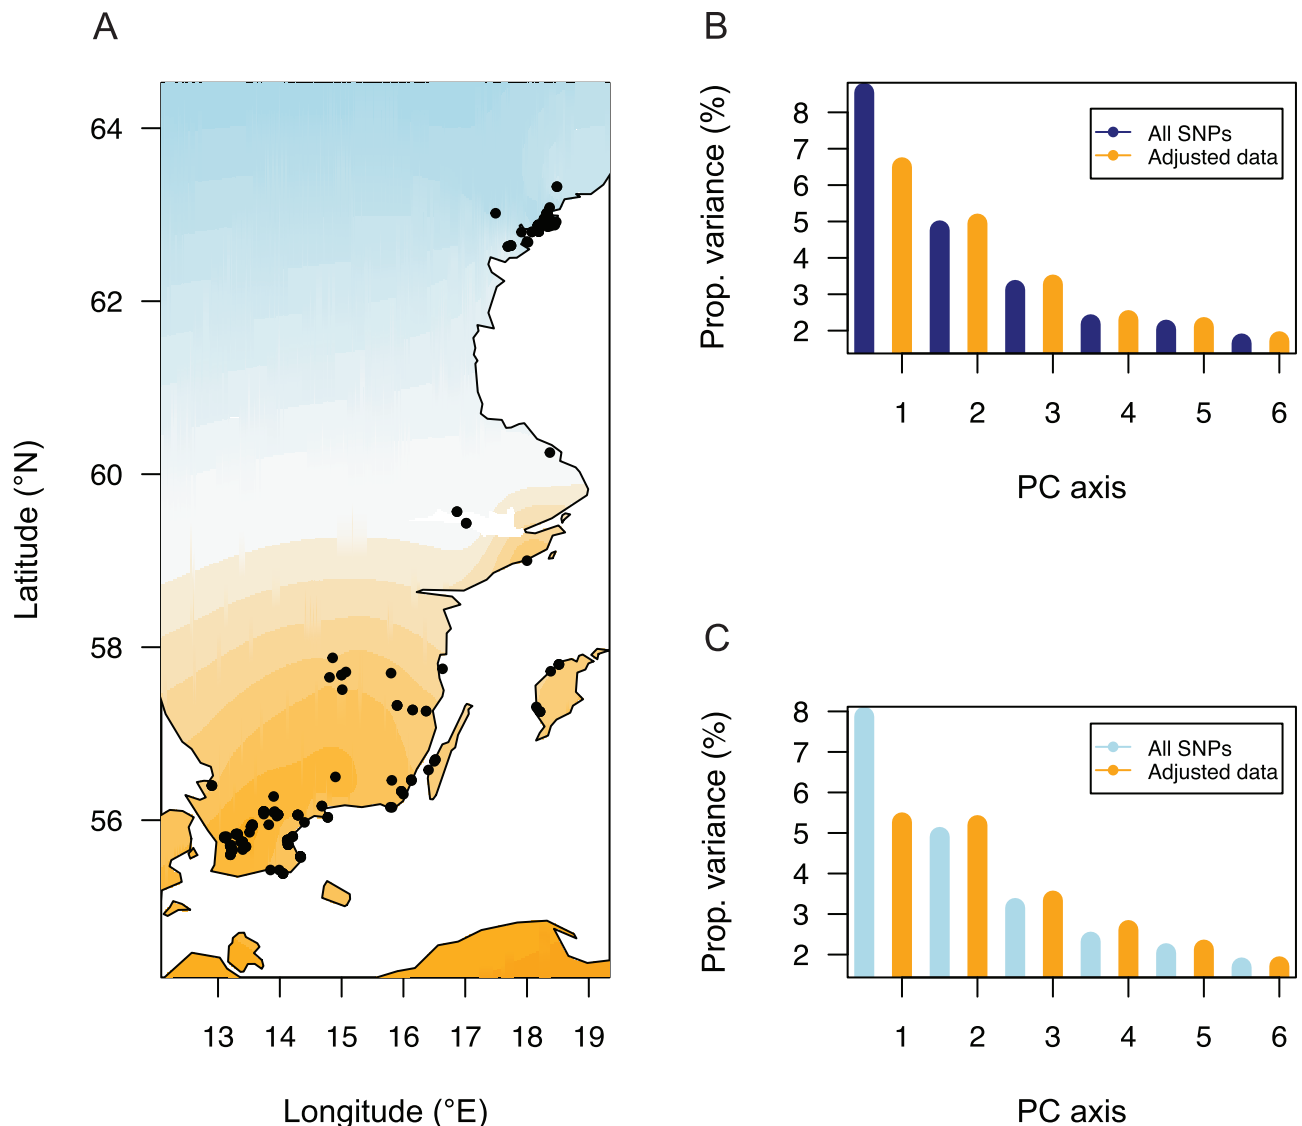 A
Latitude (°N)
64
62
60
58
56
13 14 15 16 17 18 19
Longitude (°E)
B
Prop. variance (%)
8
7
6
5
4
3
2
All SNPs
Adjusted data
1 2 3 4 5 6
PC axis
C
Prop. variance (%)
8
7
6
5
4
3
2
All SNPs
Adjusted data
1 2 3 4 5 6
PC axis